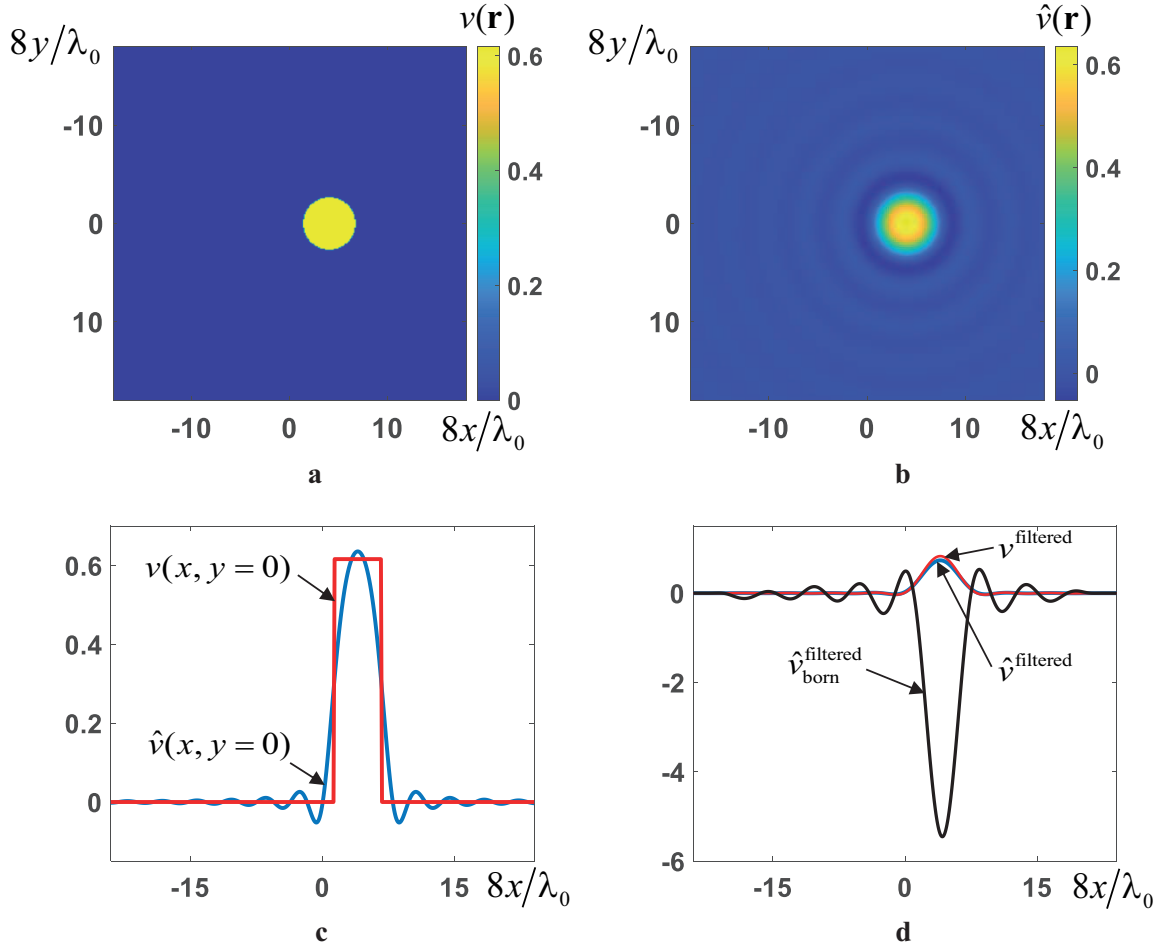 v(r)
v̂(r)
8y/λ₀
8y/λ₀
0.6
0.6
-10
-10
0.4
0.4
0
0
0.2
0.2
10
10
0
0
-10 0 10 8x/λ₀
-10 0 10 8x/λ₀
a
b
0.6
v(x, y = 0)
0.4
0.2
v̂(x, y = 0)
0
-15 0 15 8x/λ₀
c
v^filtered
0
v̂^filtered_born
v̂^filtered
-2
-4
-6
-15 0 15 8x/λ₀
d